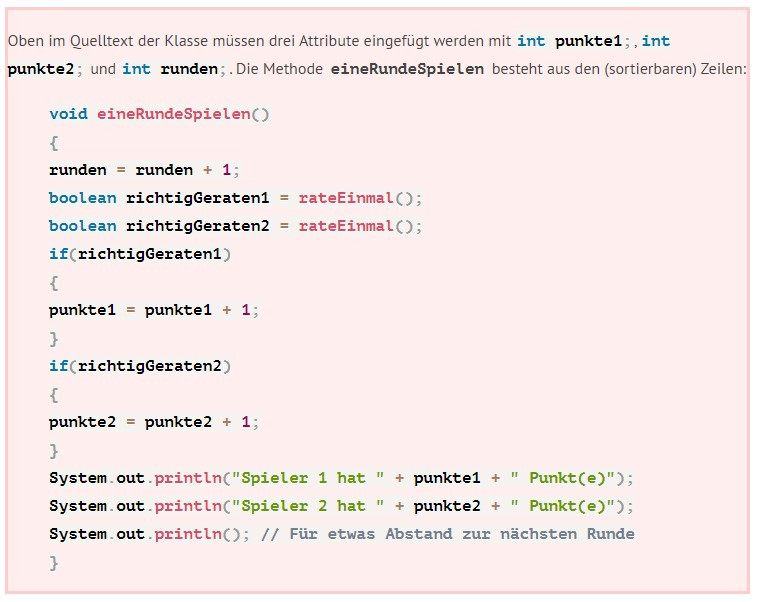 Oben im Quelltext der Klasse müssen drei Attribute eingefügt werden mit int punkte1; , int
punkte2; und int runden; . Die Methode eineRundeSpielen besteht aus den (sortierbaren) Zeilen:
void eineRundeSpielen()
{
runden = runden + 1;
boolean richtigGeraten1 = rateEinmal();
boolean richtigGeraten2 = rateEinmal();
if(richtigGeraten1)
{
punkte1 = punkte1 + 1;
}
if(richtigGeraten2)
{
punkte2 = punkte2 + 1;
}
System.out.println("Spieler 1 hat " + punkte1 + " Punkt(e)");
System.out.println("Spieler 2 hat " + punkte2 + " Punkt(e)");
System.out.println(); // Für etwas Abstand zur nächsten Runde
}